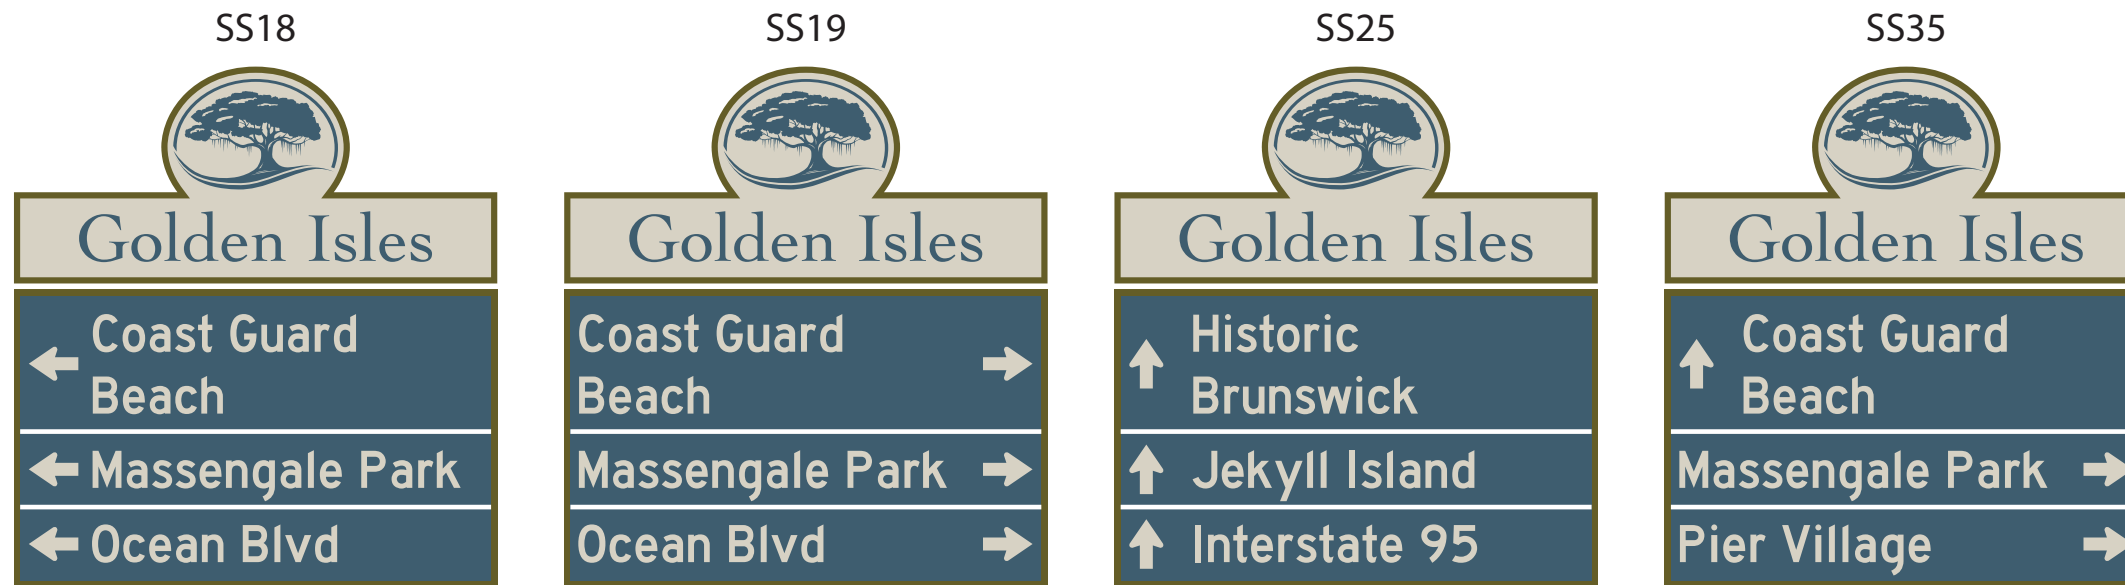 SS18
Golden Isles
Coast Guard
Beach
Massengale Park
Ocean Blvd
SS19
Golden Isles
Coast Guard
Beach
Massengale Park
Ocean Blvd
SS25
Golden Isles
Historic
Brunswick
Jekyll Island
Interstate 95
SS35
Golden Isles
Coast Guard
Beach
Massengale Park
Pier Village